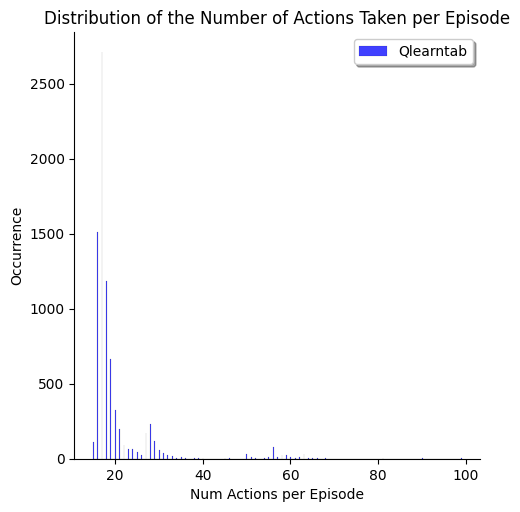 Distribution of the Number of Actions Taken per Episode
Qlearntab
2500
2000
1500
1000
500
0
Occurrence
20
40
60
80
100
Num Actions per Episode